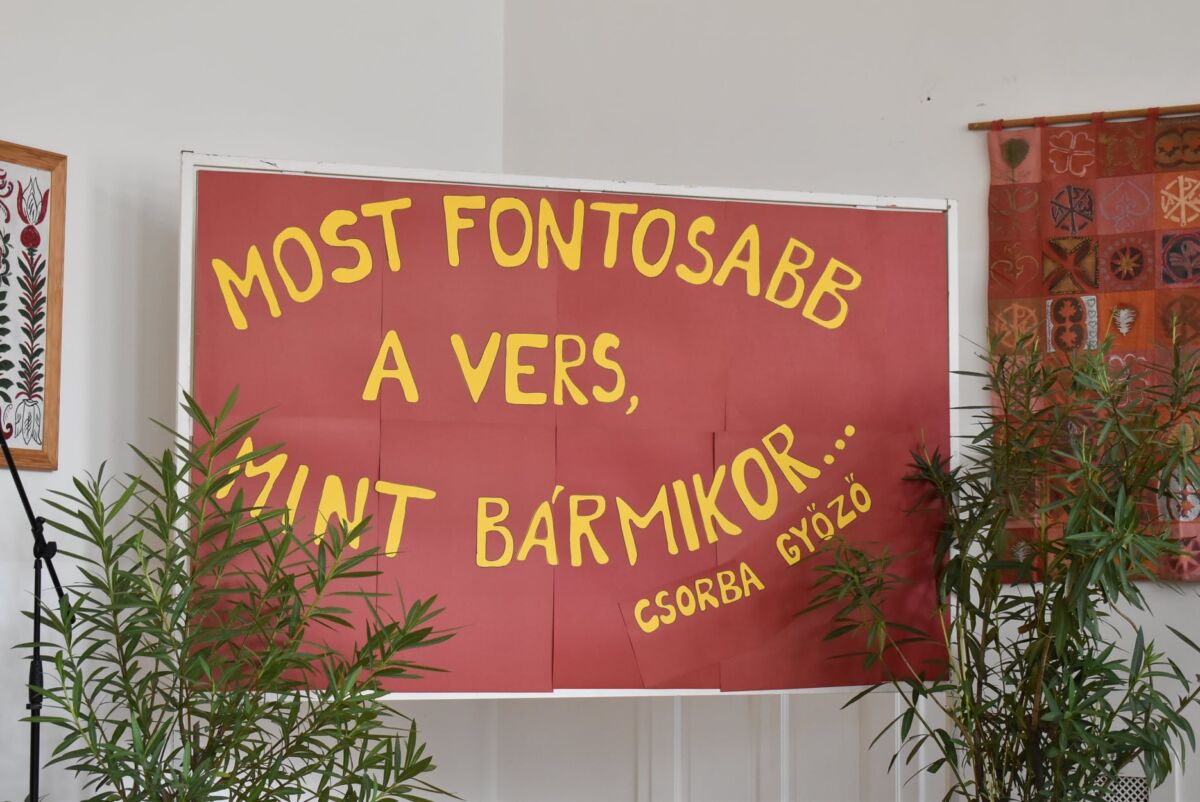 MOST FONTOSABB
A VERS,
MINT BÁRMIKOR...
CSORBA GYŐZŐ